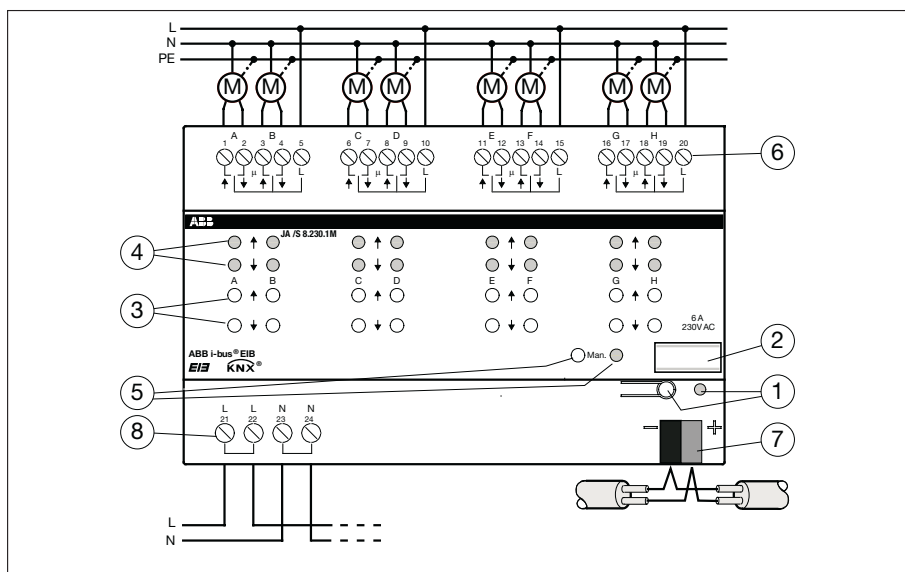 L
N
PE
M M M M M M M M
A B C D E F G H
1 2 3 4 5 6 7 8 9 10 11 12 13 14 15 16 17 18 19 20
6
µ L µ L µ L µ L
ABB
JA /S 8.230.1M
4
A B C D E F G H
3
6 A
230V AC
ABB i-bus® EIB
EIB KNX®
Man.
2
5
1
L L N N
21 22 23 24
8
– +
7
L
N